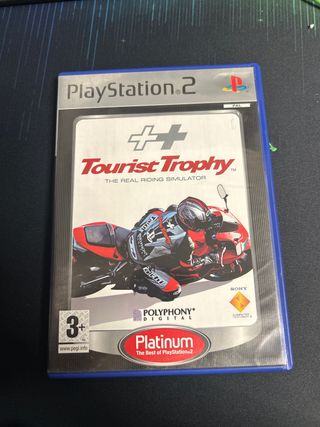 PlayStation®2
PAL
Tourist Trophy™
THE REAL RIDING SIMULATOR
SONY
POLYPHONY®
DIGITAL
3+
www.pegi.info
Platinum
The Best of PlayStation®2